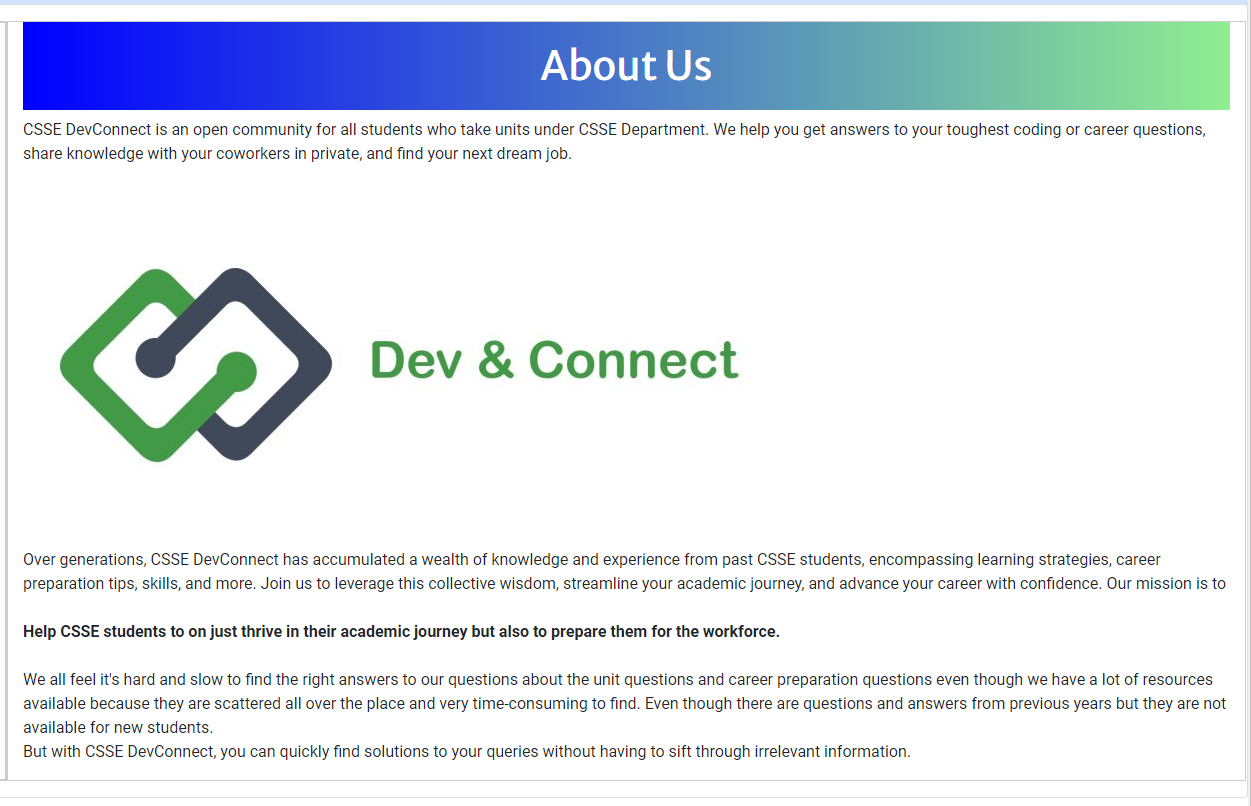 About Us
CSSE DevConnect is an open community for all students who take units under CSSE Department. We help you get answers to your toughest coding or career questions,
share knowledge with your coworkers in private, and find your next dream job.
Dev & Connect
Over generations, CSSE DevConnect has accumulated a wealth of knowledge and experience from past CSSE students, encompassing learning strategies, career
preparation tips, skills, and more. Join us to leverage this collective wisdom, streamline your academic journey, and advance your career with confidence. Our mission is to
Help CSSE students to on just thrive in their academic journey but also to prepare them for the workforce.
We all feel it's hard and slow to find the right answers to our questions about the unit questions and career preparation questions even though we have a lot of resources
available because they are scattered all over the place and very time-consuming to find. Even though there are questions and answers from previous years but they are not
available for new students.
But with CSSE DevConnect, you can quickly find solutions to your queries without having to sift through irrelevant information.